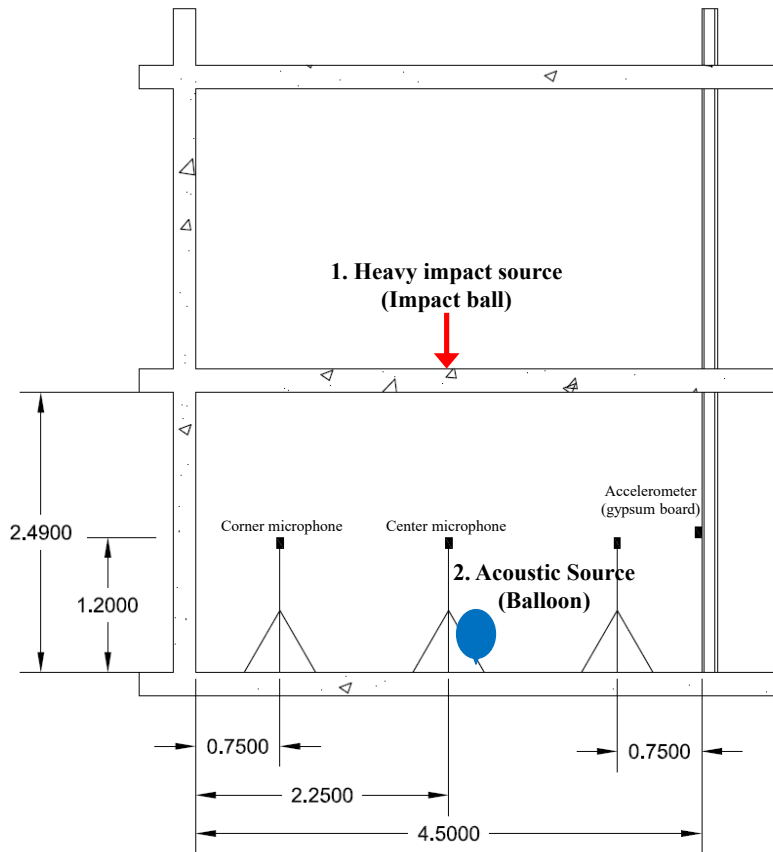 1. Heavy impact source
(Impact ball)
Accelerometer
(gypsum board)
Corner microphone
Center microphone
2.4900
1.2000
2. Acoustic Source
(Balloon)
0.7500
0.7500
2.2500
4.5000